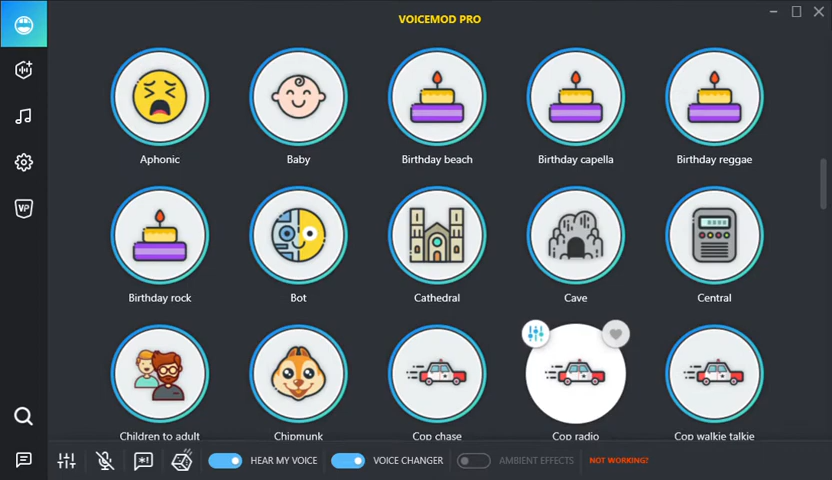 VOICEMOD PRO
Aphonic
Baby
Birthday beach
Birthday capella
Birthday reggae
Birthday rock
Bot
Cathedral
Cave
Central
Children to adult
Chipmunk
Cop chase
Cop radio
Cop walkie talkie
HEAR MY VOICE
VOICE CHANGER
AMBIENT EFFECTS
NOT WORKING?
VP
*!